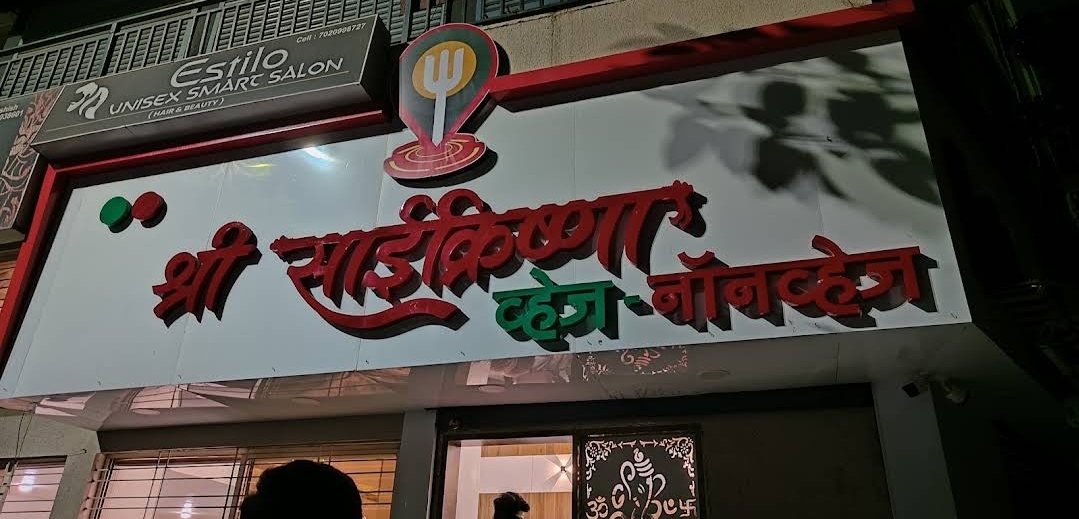 Cell : 7020996727
Estilo
UNISEX SMART SALON
( HAIR & BEAUTY )
श्री साईक्रिष्णा
व्हेज - नॉनव्हेज
ॐ